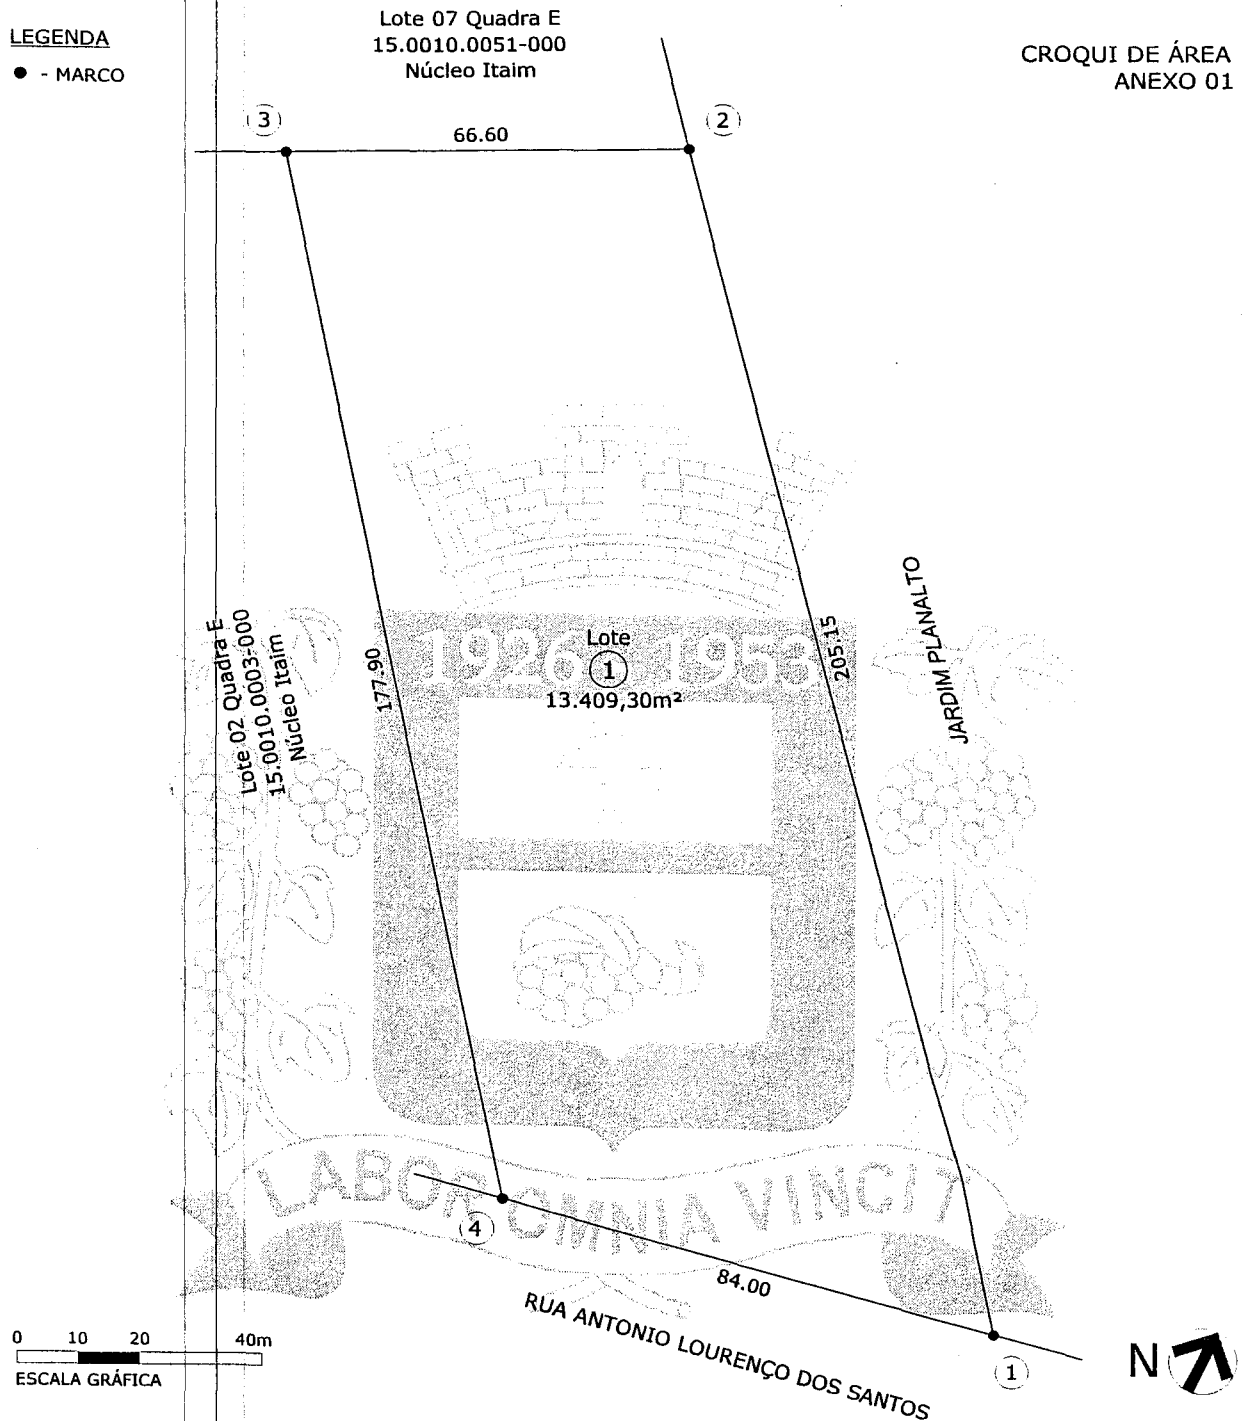 LEGENDA
● - MARCO
Lote 07 Quadra E
15.0010.0051-000
Núcleo Itaim
CROQUI DE ÁREA
ANEXO 01
3
66.60
2
Lote 02 Quadra E
15.0010.0003-000
Núcleo Itaim
177.90
1926 1953
Lote
1
13.409,30m²
205.15
JARDIM PLANALTO
LABOR OMNIA VINCIT
4
84.00
RUA ANTONIO LOURENÇO DOS SANTOS
1
0 10 20 40m
ESCALA GRÁFICA
N